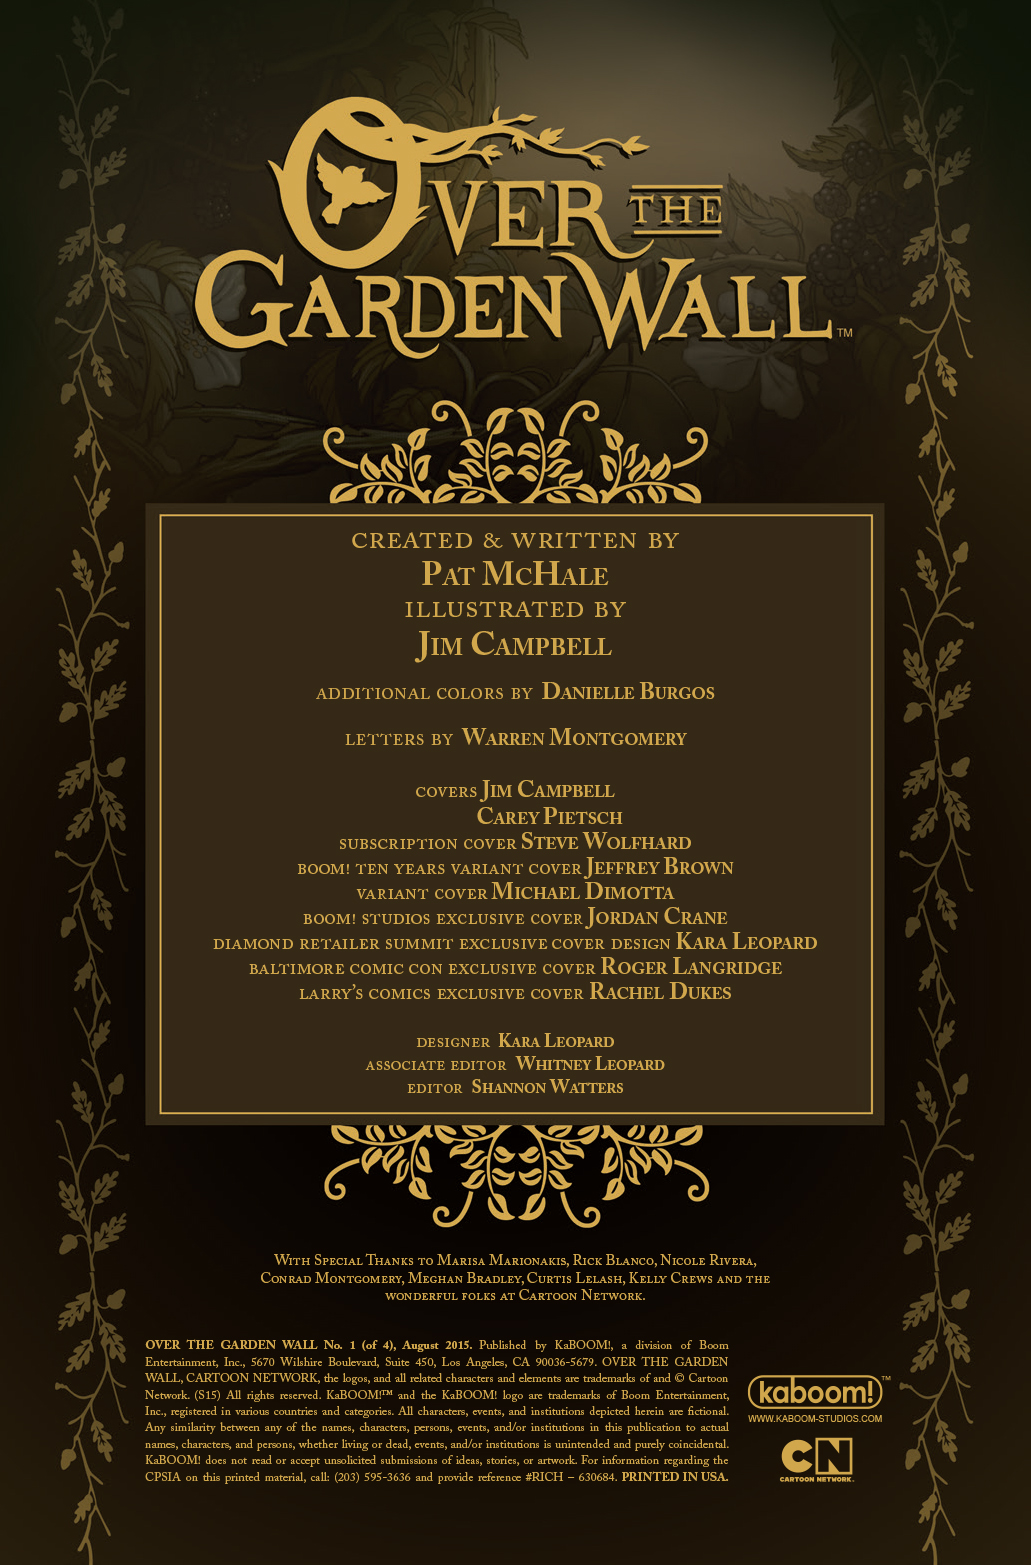 OVER THE
GARDEN WALL™
CREATED & WRITTEN BY
PAT MCHALE
ILLUSTRATED BY
JIM CAMPBELL
ADDITIONAL COLORS BY DANIELLE BURGOS
LETTERS BY WARREN MONTGOMERY
COVERS JIM CAMPBELL
CAREY PIETSCH
SUBSCRIPTION COVER STEVE WOLFHARD
BOOM! TEN YEARS VARIANT COVER JEFFREY BROWN
VARIANT COVER MICHAEL DIMOTTA
BOOM! STUDIOS EXCLUSIVE COVER JORDAN CRANE
DIAMOND RETAILER SUMMIT EXCLUSIVE COVER DESIGN KARA LEOPARD
BALTIMORE COMIC CON EXCLUSIVE COVER ROGER LANGRIDGE
LARRY'S COMICS EXCLUSIVE COVER RACHEL DUKES
DESIGNER KARA LEOPARD
ASSOCIATE EDITOR WHITNEY LEOPARD
EDITOR SHANNON WATTERS
WITH SPECIAL THANKS TO MARISA MARIONAKIS, RICK BLANCO, NICOLE RIVERA,
CONRAD MONTGOMERY, MEGHAN BRADLEY, CURTIS LELASH, KELLY CREWS AND THE
WONDERFUL FOLKS AT CARTOON NETWORK.
OVER THE GARDEN WALL No. 1 (of 4), August 2015. Published by KaBOOM!, a division of Boom
Entertainment, Inc., 5670 Wilshire Boulevard, Suite 450, Los Angeles, CA 90036-5679. OVER THE GARDEN
WALL, CARTOON NETWORK, the logos, and all related characters and elements are trademarks of and © Cartoon
Network. (S15) All rights reserved. KaBOOM!™ and the KaBOOM! logo are trademarks of Boom Entertainment,
Inc., registered in various countries and categories. All characters, events, and institutions depicted herein are fictional.
Any similarity between any of the names, characters, persons, events, and/or institutions in this publication to actual
names, characters, and persons, whether living or dead, events, and/or institutions is unintended and purely coincidental.
KaBOOM! does not read or accept unsolicited submissions of ideas, stories, or artwork. For information regarding the
CPSIA on this printed material, call: (203) 595-3636 and provide reference #RICH – 630684. PRINTED IN USA.
kaboom!™
WWW.KABOOM-STUDIOS.COM
CN
CARTOON NETWORK.